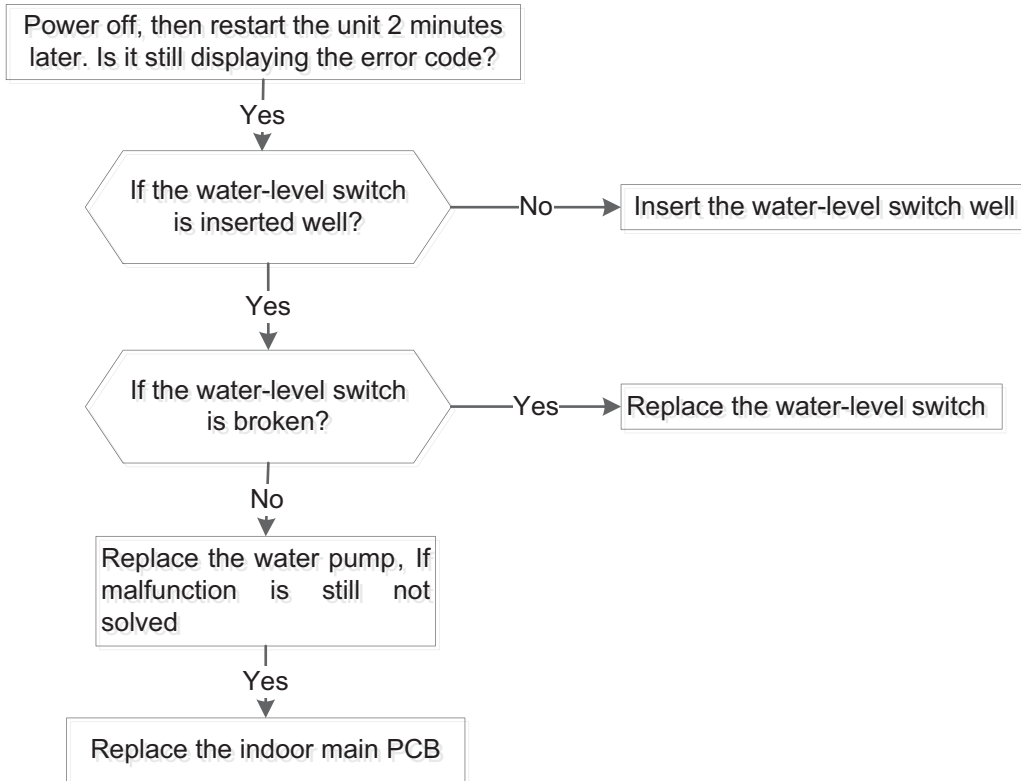 Power off, then restart the unit 2 minutes
later. Is it still displaying the error code?
Yes
If the water-level switch
is inserted well?
No
Insert the water-level switch well
Yes
If the water-level switch
is broken?
Yes
Replace the water-level switch
No
Replace the water pump, If
malfunction is still not
solved
Yes
Replace the indoor main PCB